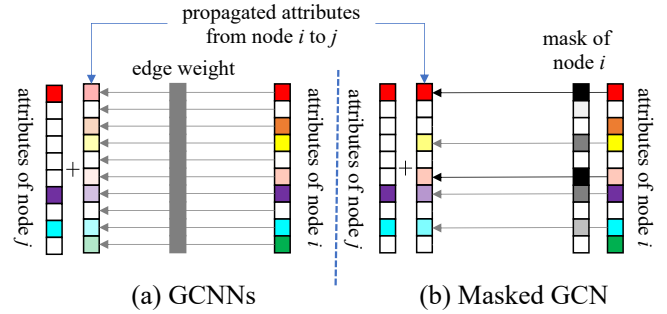 propagated attributes
from node i to j
edge weight
mask of
node i
attributes of node j
+
attributes of node i
attributes of node j
+
attributes of node i
(a) GCNNs
(b) Masked GCN